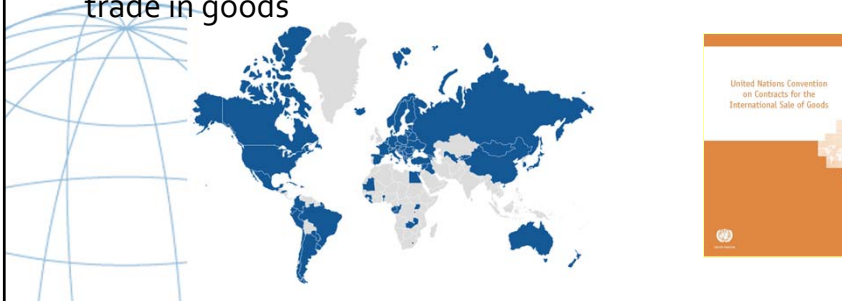 trade in goods
United Nations Convention
on Contracts for the
International Sale of Goods